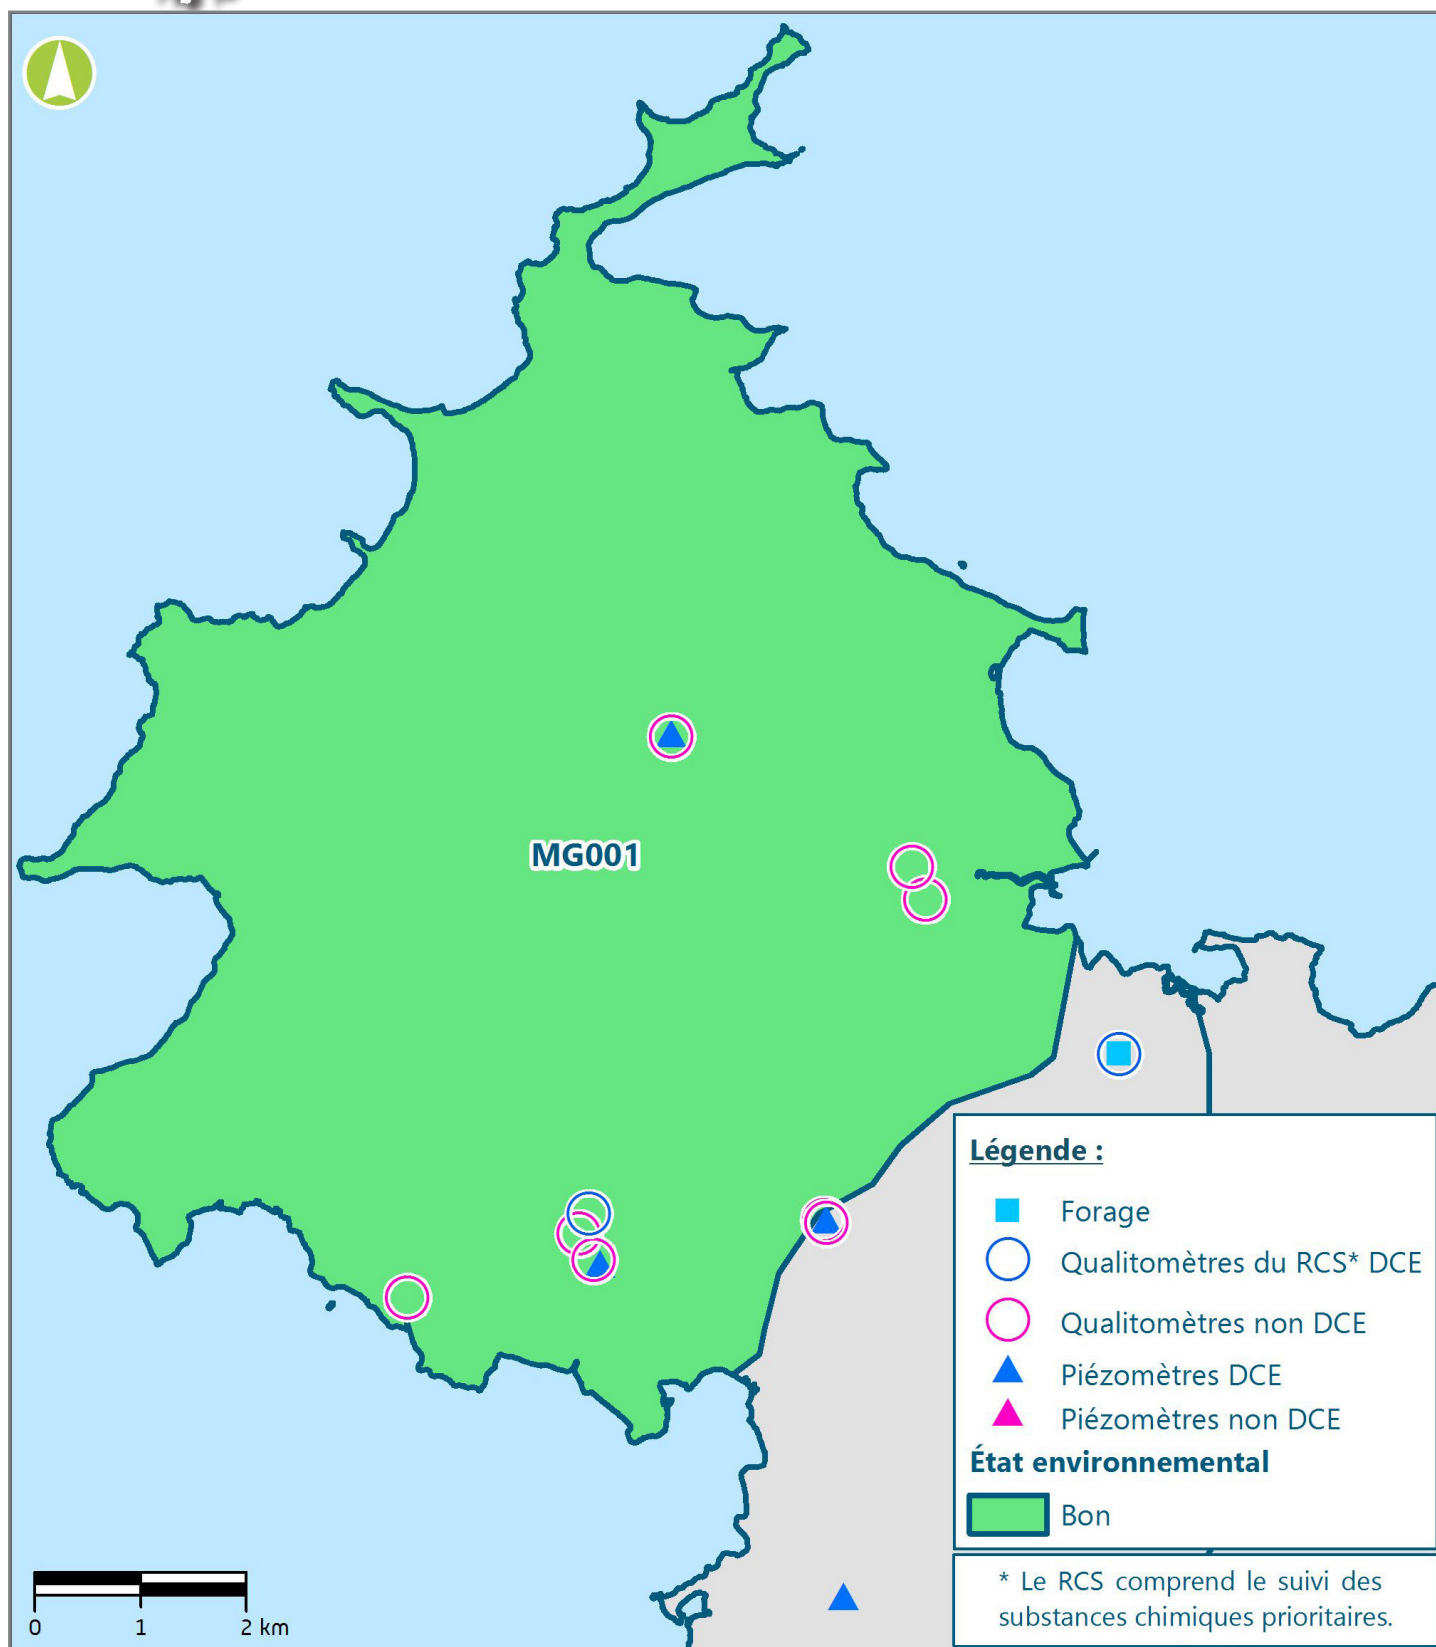 MG001
Légende :
Forage
Qualitomètres du RCS* DCE
Qualitomètres non DCE
Piézomètres DCE
Piézomètres non DCE
État environnemental
Bon
* Le RCS comprend le suivi des
substances chimiques prioritaires.
0 1 2 km